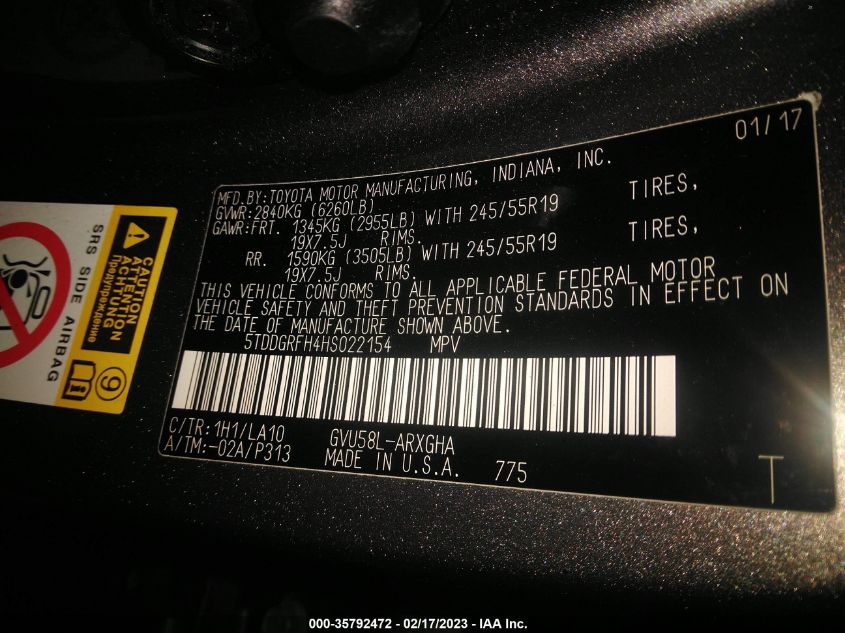 01/17
MFD.BY:TOYOTA MOTOR MANUFACTURING, INDIANA, INC.
GVWR:2840KG (6260LB)
GAWR:FRT. 1345KG (2955LB) WITH 245/55R19 TIRES,
19X7.5J RIMS.
RR. 1590KG (3505LB) WITH 245/55R19 TIRES,
19X7.5J RIMS.
THIS VEHICLE CONFORMS TO ALL APPLICABLE FEDERAL MOTOR
VEHICLE SAFETY AND THEFT PREVENTION STANDARDS IN EFFECT ON
THE DATE OF MANUFACTURE SHOWN ABOVE.
5TDDGRFH4HS022154 MPV
C/TR:1H1/LA10 GVU58L-ARXGHA
A/TM:-02A/P313 MADE IN U.S.A. 775
T
CAUTION
ATTENTION
ACHTUNG
Предупреждение
SRS SIDE AIRBAG
i 9
000-35792472 - 02/17/2023 - IAA Inc.